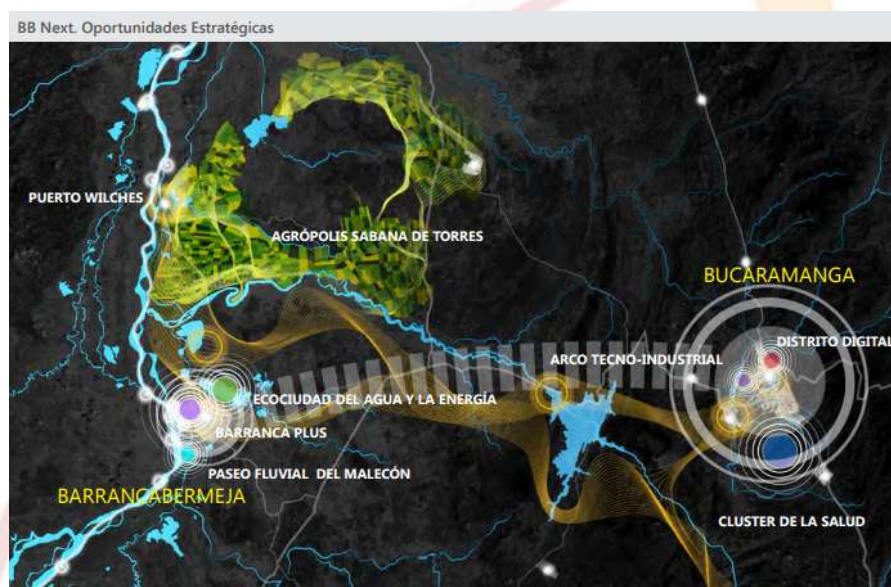 BB Next. Oportunidades Estratégicas
PUERTO WILCHES
AGRÓPOLIS SABANA DE TORRES
BUCARAMANGA
DISTRITO DIGITAL
ARCO TECNO-INDUSTRIAL
ECOCIUDAD DEL AGUA Y LA ENERGÍA
BARRANCA PLUS
PASEO FLUVIAL DEL MALECÓN
BARRANCABERMEJA
CLUSTER DE LA SALUD